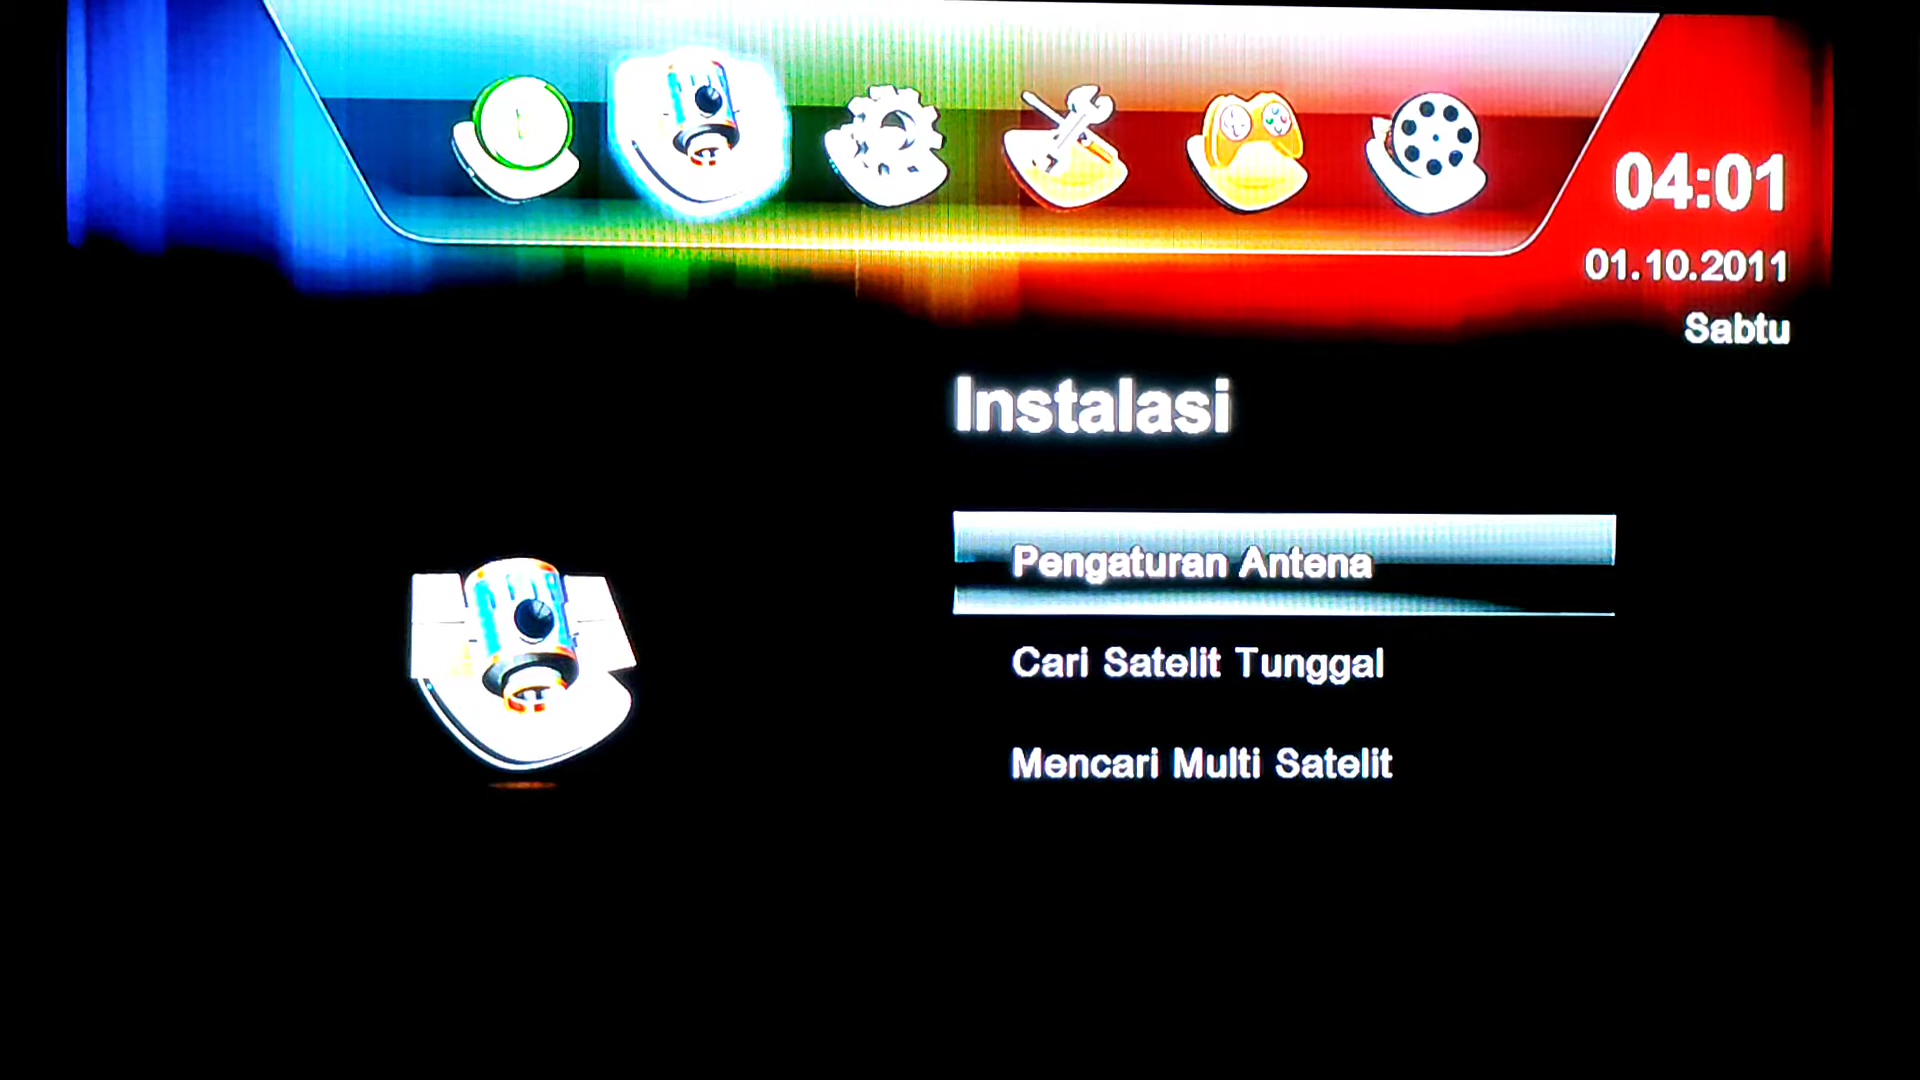 04:01
01.10.2011
Sabtu
Instalasi
Pengaturan Antena
Cari Satelit Tunggal
Mencari Multi Satelit